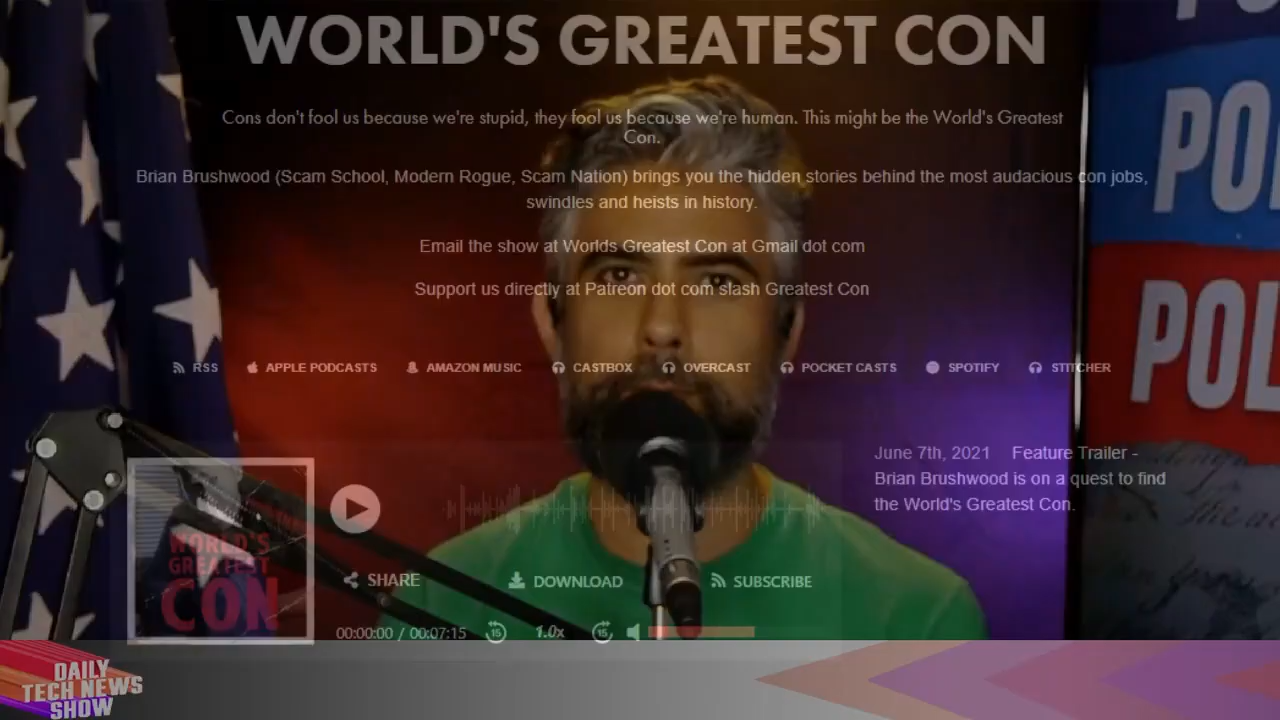 WORLD'S GREATEST CON
Cons don't fool us because we're stupid, they fool us because we're human. This might be the World's Greatest
Con.
Brian Brushwood (Scam School, Modern Rogue, Scam Nation) brings you the hidden stories behind the most audacious con jobs,
swindles and heists in history.
Email the show at Worlds Greatest Con at Gmail dot com
Support us directly at Patreon dot com slash Greatest Con
RSS APPLE PODCASTS AMAZON MUSIC CASTBOX OVERCAST POCKET CASTS SPOTIFY STITCHER
PO
POL
POL
June 7th, 2021 Feature Trailer -
Brian Brushwood is on a quest to find
the World's Greatest Con.
WORLD'S
GREATEST
CON
SHARE DOWNLOAD SUBSCRIBE
00:00:00 / 00:07:15 15 1.0x 15
DAILY
TECH NEWS
SHOW